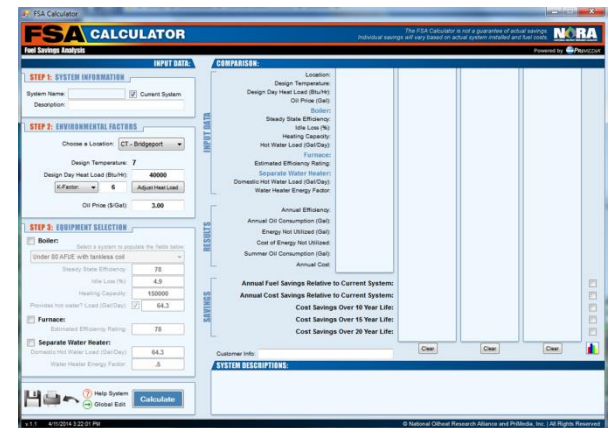 FSA Calculator
FSA CALCULATOR
Fuel Savings Analysis
The FSA Calculator is not a guarantee of actual savings
Individual savings will vary based on actual system installed and fuel costs
NORA
Powered by PRIMEDIA
INPUT DATA:
STEP 1: SYSTEM INFORMATION
System Name:
Current System
Description:
STEP 2: ENVIRONMENTAL FACTORS
Choose a Location: CT - Bridgeport
Design Temperature: 7
Design Day Heat Load (Btu/Hr): 40000
K-Factor 6 Adjust Heat Load
Oil Price ($/Gal): 3.00
STEP 3: EQUIPMENT SELECTION
Boiler:
Select a system to populate the fields below
Under 80 AFUE with tankless coil
Steady State Efficiency: 78
Idle Loss (%): 4.9
Heating Capacity: 150000
Provides hot water? Load (Gal/Day): 64.3
Furnace:
Estimated Efficiency Rating: 78
Separate Water Heater:
Domestic Hot Water Load (Gal/Day): 64.3
Water Heater Energy Factor: .5
Help System
Global Edit
Calculate
COMPARISON:
INPUT DATA
Location:
Design Temperature:
Design Day Heat Load (Btu/Hr):
Oil Price (Gal):
Boiler:
Steady State Efficiency:
Idle Loss (%):
Heating Capacity:
Hot Water Load (Gal/Day):
Furnace:
Estimated Efficiency Rating:
Separate Water Heater:
Domestic Hot Water Load (Gal/Day):
Water Heater Energy Factor:
RESULTS
Annual Efficiency:
Annual Oil Consumption (Gal):
Energy Not Utilized (Gal):
Cost of Energy Not Utilized:
Summer Oil Consumption (Gal):
Annual Cost:
SAVINGS
Annual Fuel Savings Relative to Current System:
Annual Cost Savings Relative to Current System:
Cost Savings Over 10 Year Life:
Cost Savings Over 15 Year Life:
Cost Savings Over 20 Year Life:
Customer Info:
Clear
Clear
Clear
SYSTEM DESCRIPTIONS:
v.1.1 4/11/2014 3:22:01 PM
© National Oilheat Research Alliance and PriMedia, Inc. | All Rights Reserved